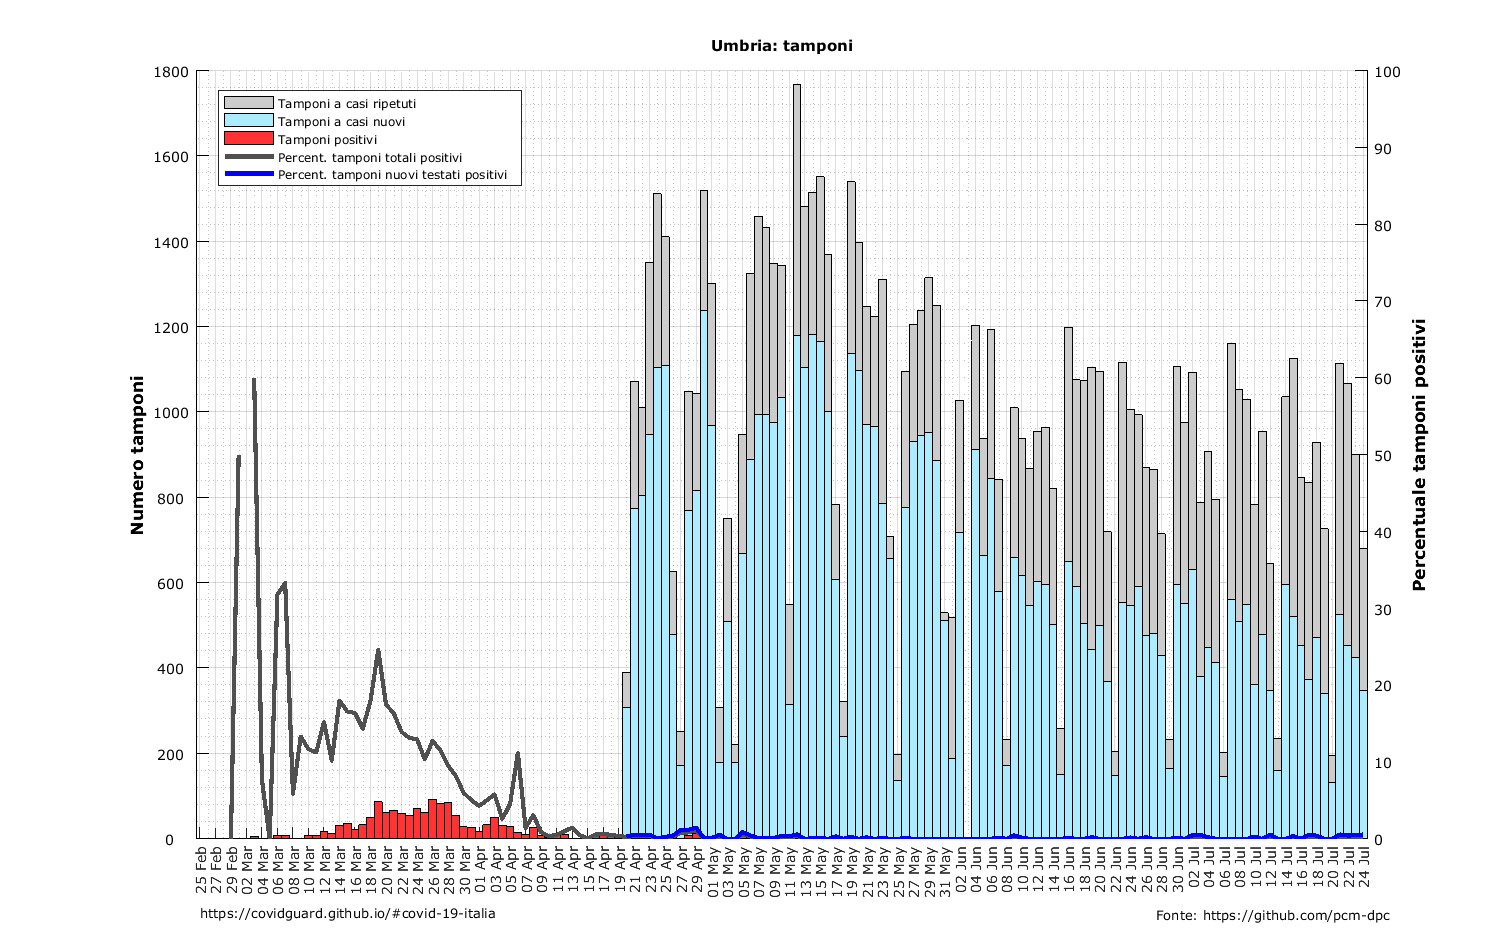 Umbria: tamponi
Tamponi a casi ripetuti
Tamponi a casi nuovi
Tamponi positivi
Percent. tamponi totali positivi
Percent. tamponi nuovi testati positivi
Numero tamponi
1800
1600
1400
1200
1000
800
600
400
200
0
100
90
80
70
60
50
40
30
20
10
0
Percentuale tamponi positivi
25 Feb
27 Feb
29 Feb
02 Mar
04 Mar
06 Mar
08 Mar
10 Mar
12 Mar
14 Mar
16 Mar
18 Mar
20 Mar
22 Mar
24 Mar
26 Mar
28 Mar
30 Mar
01 Apr
03 Apr
05 Apr
07 Apr
09 Apr
11 Apr
13 Apr
15 Apr
17 Apr
19 Apr
21 Apr
23 Apr
25 Apr
27 Apr
29 Apr
01 May
03 May
05 May
07 May
09 May
11 May
13 May
15 May
17 May
19 May
21 May
23 May
25 May
27 May
29 May
31 May
02 Jun
04 Jun
06 Jun
08 Jun
10 Jun
12 Jun
14 Jun
16 Jun
18 Jun
20 Jun
22 Jun
24 Jun
26 Jun
28 Jun
30 Jun
02 Jul
04 Jul
06 Jul
08 Jul
10 Jul
12 Jul
14 Jul
16 Jul
18 Jul
20 Jul
22 Jul
24 Jul
https://covidguard.github.io/#covid-19-italia
Fonte: https://github.com/pcm-dpc